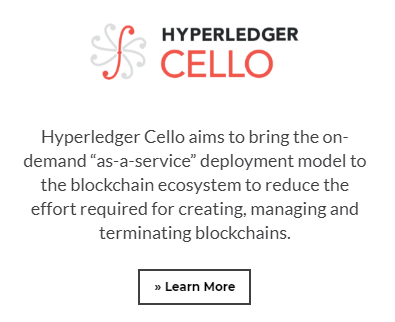 HYPERLEDGER
CELLO
Hyperledger Cello aims to bring the on-
demand “as-a-service” deployment model to
the blockchain ecosystem to reduce the
effort required for creating, managing and
terminating blockchains.
» Learn More